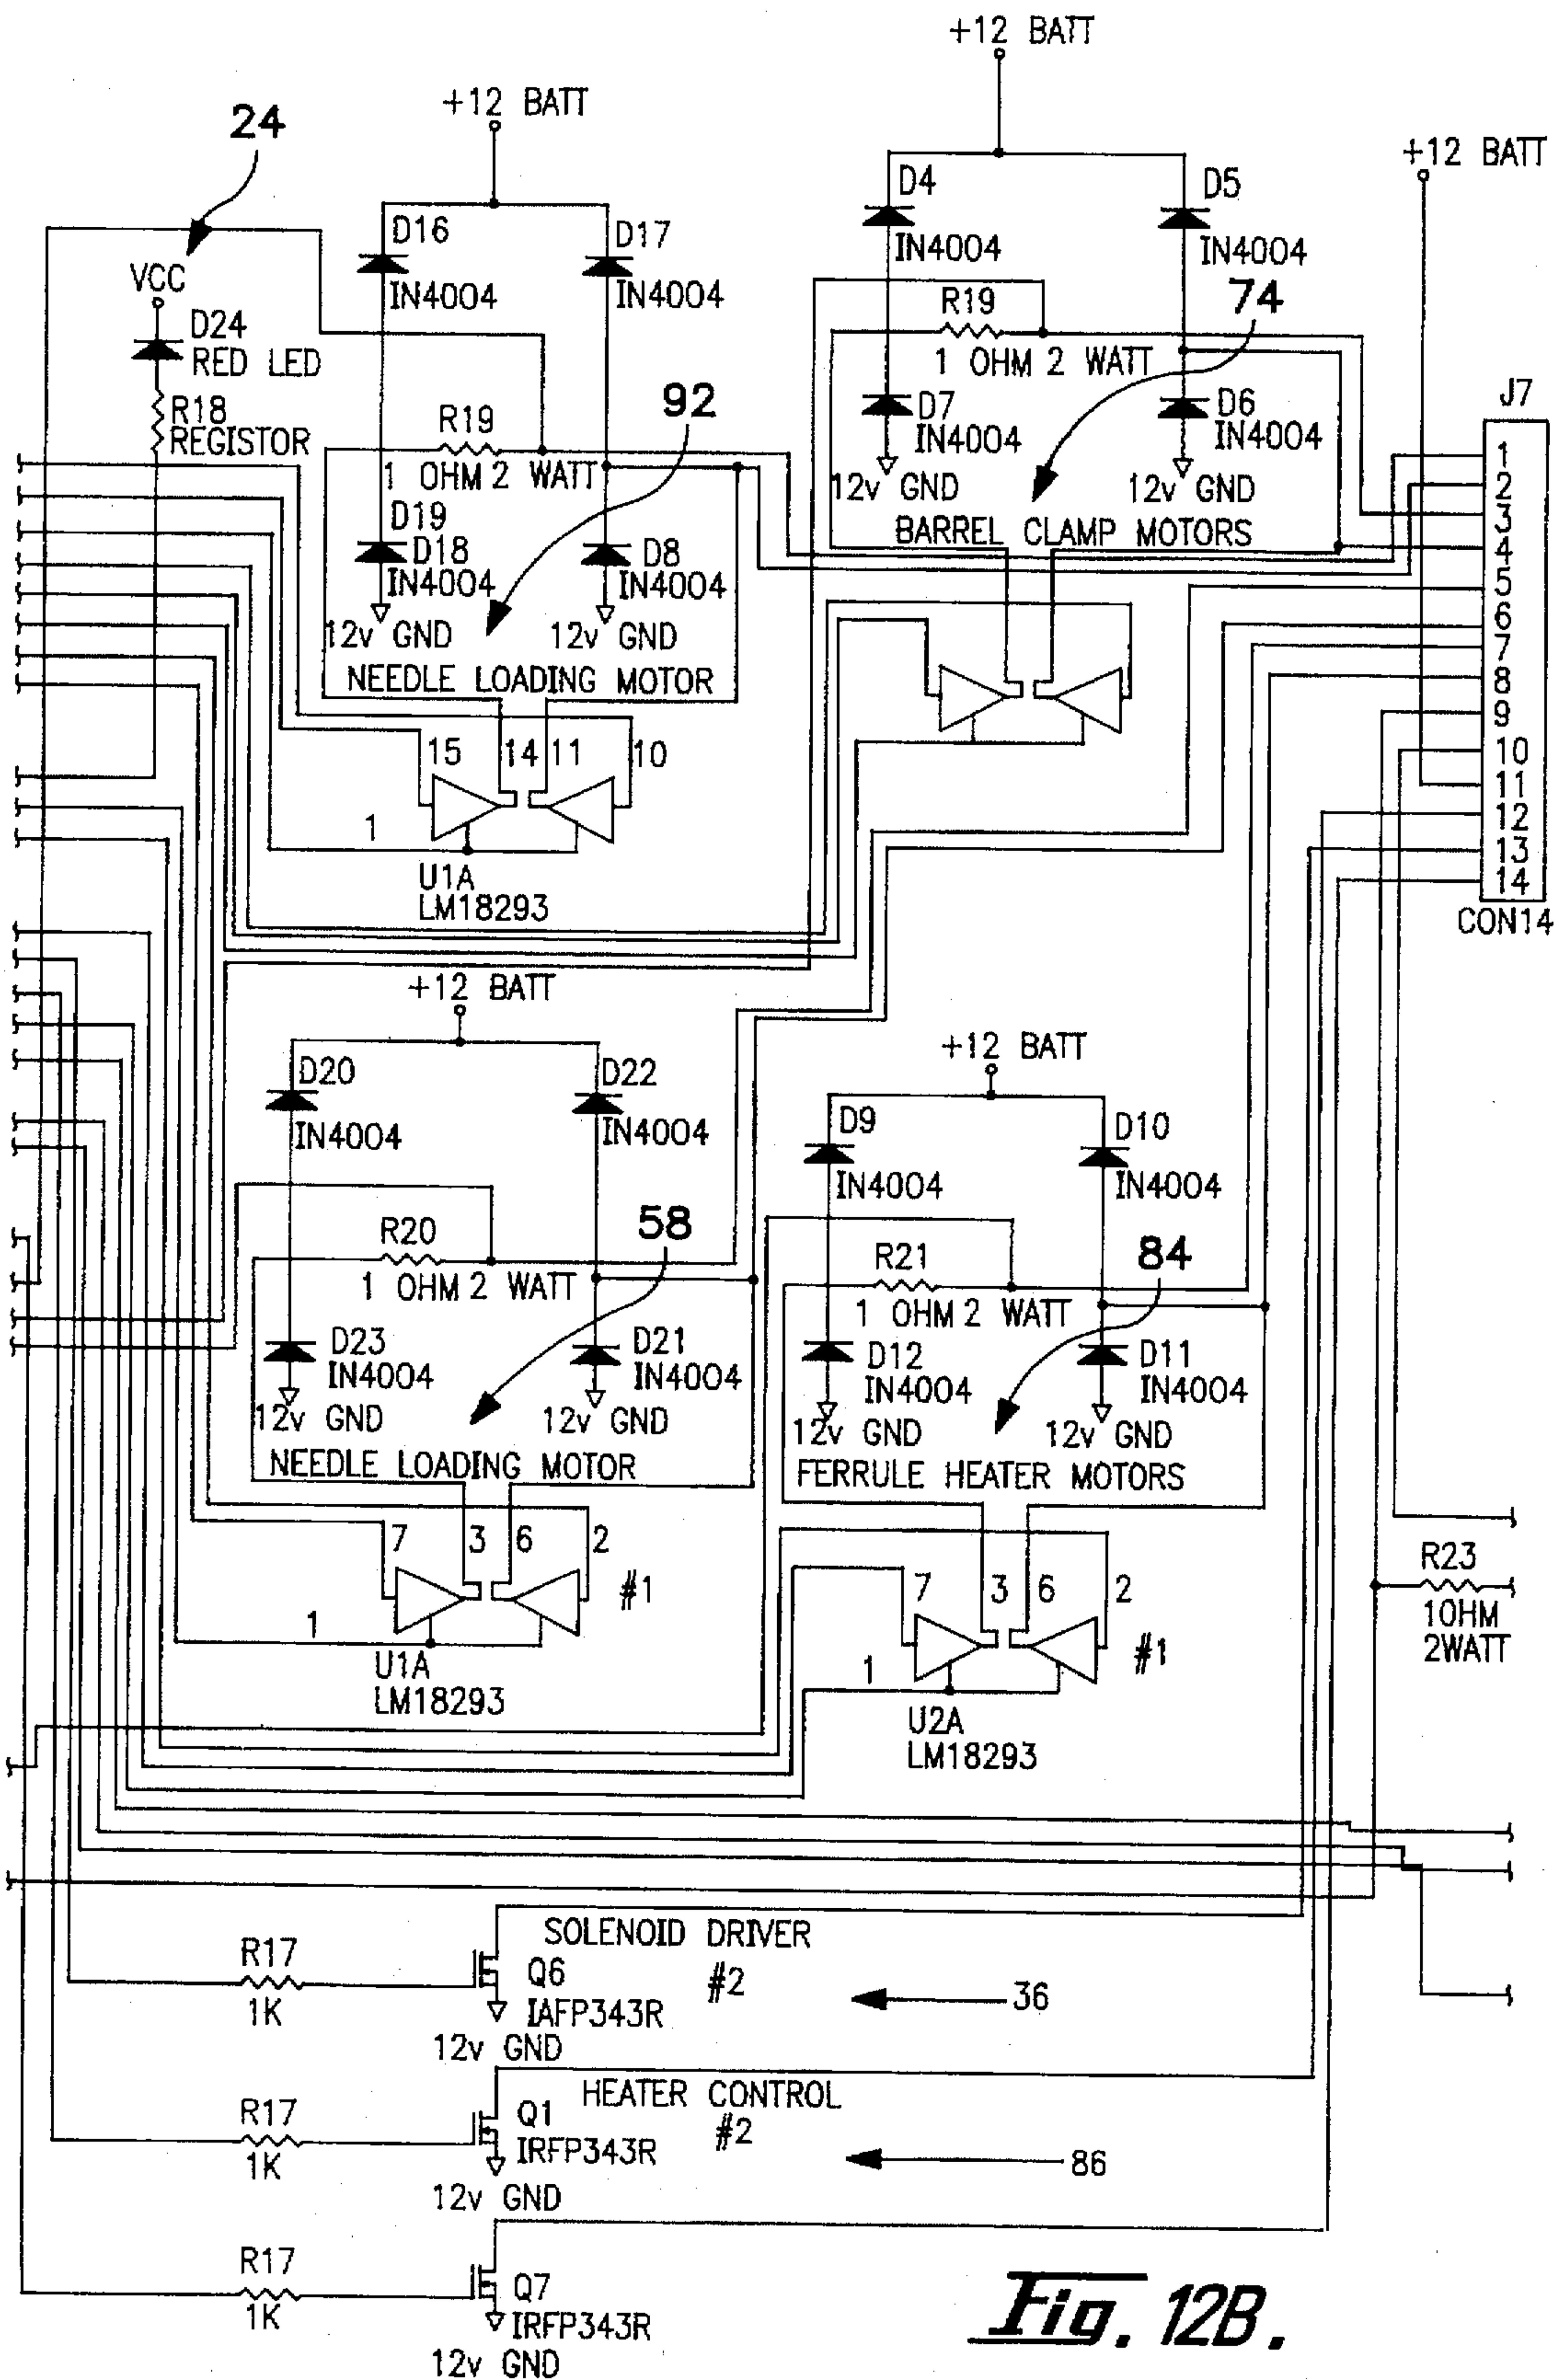 +12 BATT
+12 BATT
24
+12 BATT
D4
D5
D16
D17
IN4004
IN4004
VCC
IN4004
IN4004
R19
74
D24
RED LED
1 OHM 2 WATT
J7
R18
REGISTOR
R19
92
D7
IN4004
D6
IN4004
1 OHM 2 WATT
12v GND
12v GND
D19
D18
IN4004
D8
IN4004
BARREL CLAMP MOTORS
1
2
3
4
5
6
7
8
9
10
11
12
13
14
CON14
12v GND
12v GND
NEEDLE LOADING MOTOR
15
14
11
10
1
U1A
LM18293
+12 BATT
+12 BATT
D20
D22
IN4004
IN4004
D9
D10
IN4004
IN4004
R20
58
1 OHM 2 WATT
R21
84
1 OHM 2 WATT
D23
IN4004
D21
IN4004
D12
IN4004
D11
IN4004
12v GND
12v GND
12v GND
12v GND
NEEDLE LOADING MOTOR
FERRULE HEATER MOTORS
7
3
6
2
#1
1
U1A
LM18293
7
3
6
2
#1
1
U2A
LM18293
R23
1OHM
2WATT
SOLENOID DRIVER
#2
R17
1K
Q6
IAFP343R
12v GND
36
HEATER CONTROL
#2
R17
1K
Q1
IRFP343R
12v GND
86
R17
1K
Q7
IRFP343R
12v GND
Fig. 12B.